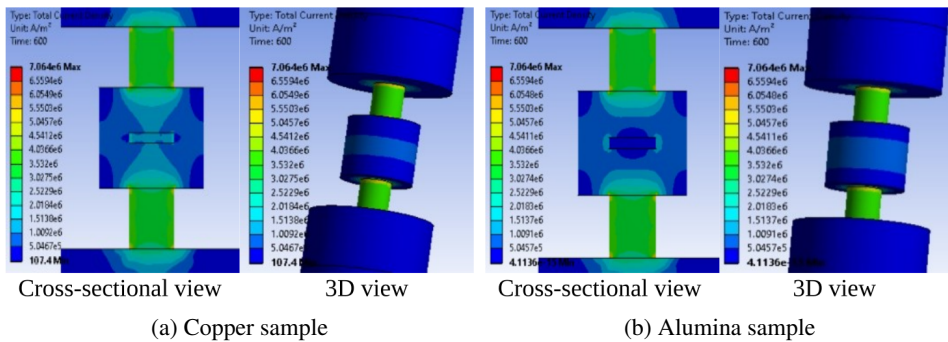 Type: Total Cu
Unit: A/m²
Time: 600
7.064e6 Max
6.5594e6
6.0549e6
5.5503e6
5.0457e6
4.5412e6
4.0366e6
3.532e6
3.0275e6
2.5229e6
2.0184e6
1.5138e6
1.0092e6
5.0467e5
107.4
Type: Total Current
Unit: A/m²
Time: 600
7.064e6 Max
6.5594e6
6.0549e6
5.5503e6
5.0457e6
4.5412e6
4.0366e6
3.532e6
3.0275e6
2.5229e6
2.0184e6
1.5138e6
1.0092e6
5.0467e
107.4 M
Type: Total C
Unit: A/m²
Time: 600
7.064e6 Max
6.5594e6
6.0548e6
5.5503e6
5.0457e6
4.5411e6
4.0366e6
3.532e6
3.0274e6
2.5229e6
2.0183e6
1.5137e6
1.0091e6
5.0457e5
4.1136e
Type: Total Curren
Unit: A/m²
Time: 600
7.064e6 Max
6.5594e6
6.0548e6
5.5503e6
5.0457e6
4.5411e6
4.0366e6
3.532e6
3.0274e6
2.5229e6
2.0183e6
1.5137e6
1.0091e6
5.0457e
4.1136e-
Cross-sectional view
3D view
Cross-sectional view
3D view
(a) Copper sample
(b) Alumina sample